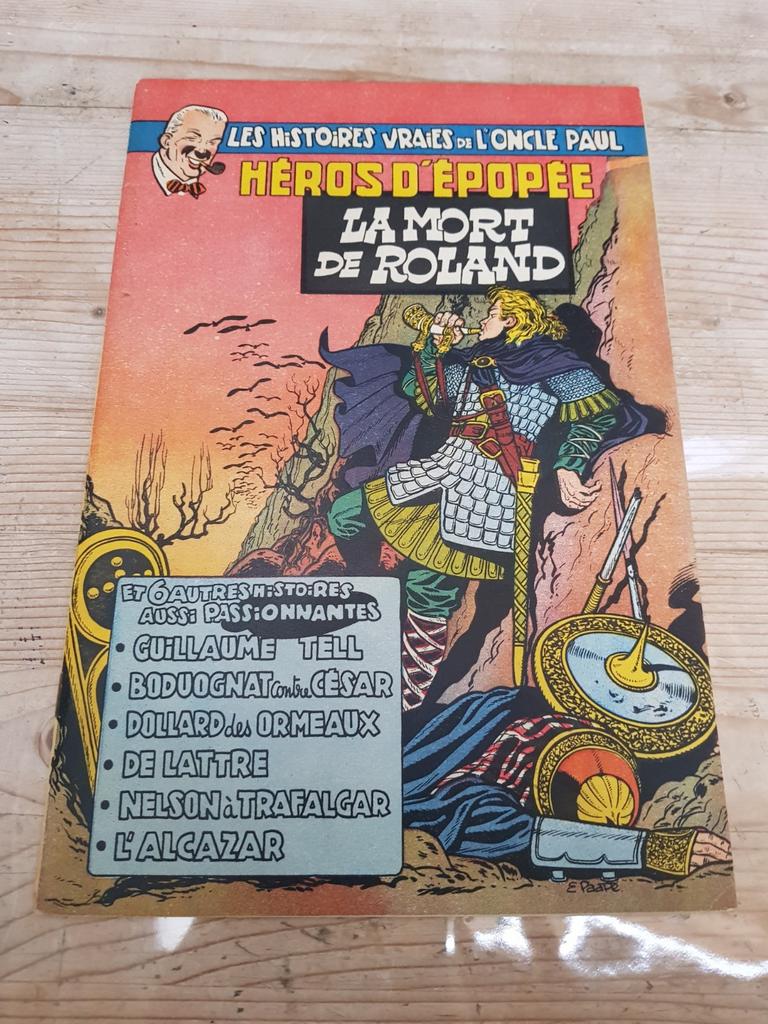 LES HISTOIRES VRAIES DE L'ONCLE PAUL
HÉROS D'ÉPOPÉE
LA MORT
DE ROLAND
ET 6 AUTRES HISTOIRES
AUSSI PASSIONNANTES
• GUILLAUME TELL
• BODUOGNAT contre CÉSAR
• DOLLARD des ORMEAUX
• DE LATTRE
• NELSON à TRAFALGAR
• L'ALCAZAR
E PAAPE